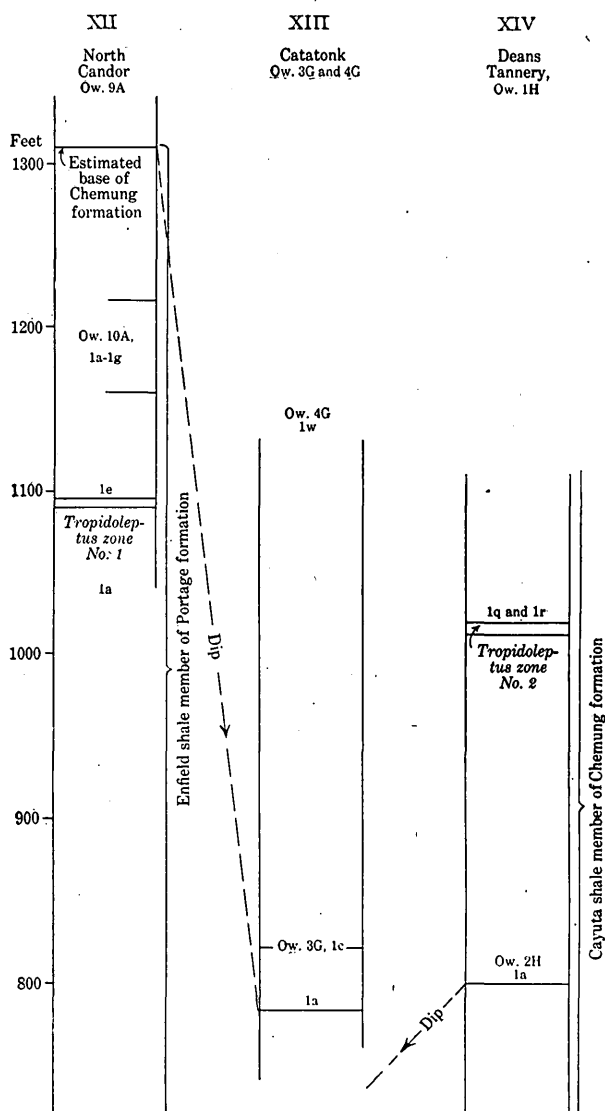 XII
North
Candor
Ow. 9A
XIII
Catatonk
Ow. 3G and 4G
XIV
Deans
Tannery,
Ow. 1H
Feet
1300
1200
1100
1000
900
800
Estimated
base of
Chemung
formation
Ow. 10A,
1a-1g
1e
Tropidolep-
tus zone
No. 1
1a
Enfield shale member of Portage formation
Dip
Ow. 4G
1w
Ow. 3G, 1c
1a
1q and 1r
Tropidolep-
tus zone
No. 2
Ow. 2H
1a
Dip
Cayuta shale member of Chemung formation